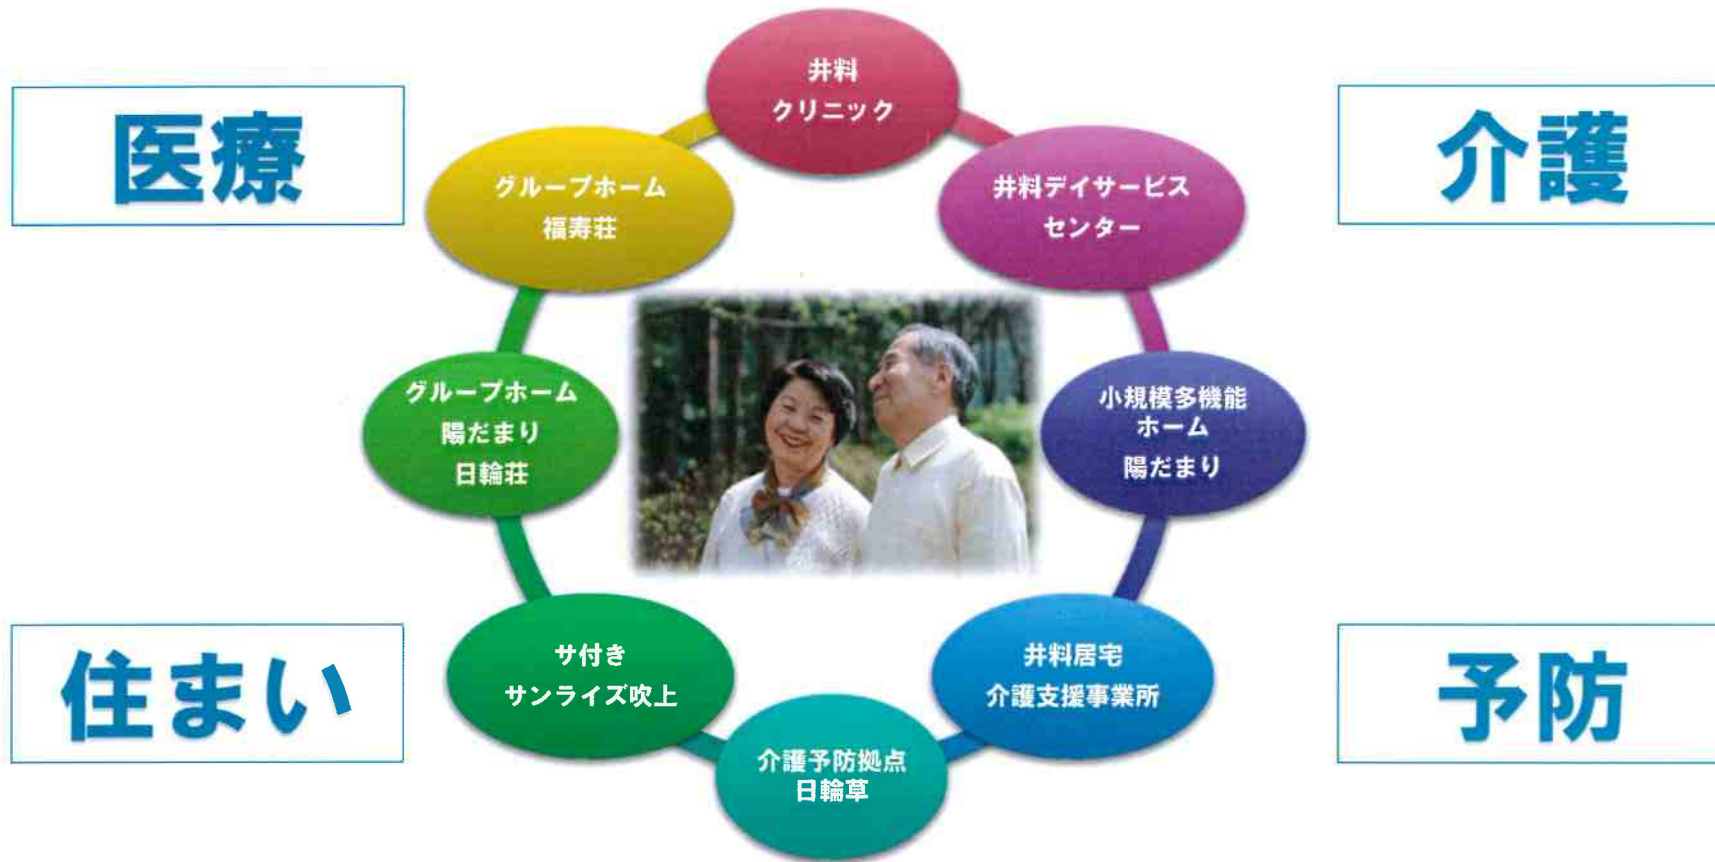 井料
クリニック
医療
介護
グループホーム
福寿荘
井料デイサービス
センター
グループホーム
陽だまり
日輪荘
小規模多機能
ホーム
陽だまり
サ付き
サンライズ吹上
井料居宅
介護支援事業所
住まい
予防
介護予防拠点
日輪草